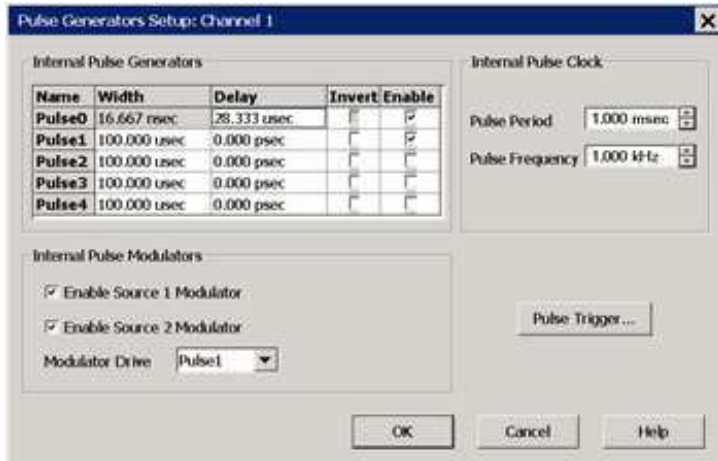 Pulse Generators Setup: Channel 1
Internal Pulse Generators
Name Width Delay Invert Enable
Pulse0 16.667 nsec 28.333 usec
Pulse1 100.000 usec 0.000 psec
Pulse2 100.000 usec 0.000 psec
Pulse3 100.000 usec 0.000 psec
Pulse4 100.000 usec 0.000 psec
Internal Pulse Clock
Pulse Period 1.000 msec
Pulse Frequency 1.000 kHz
Internal Pulse Modulators
Enable Source 1 Modulator
Enable Source 2 Modulator
Modulator Drive Pulse1
Pulse Trigger...
OK Cancel Help